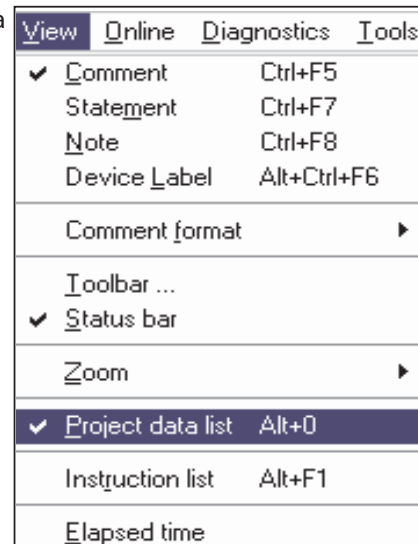 a
View Online Diagnostics Tools
✔ Comment Ctrl+F5
Statement Ctrl+F7
Note Ctrl+F8
Device Label Alt+Ctrl+F6
Comment format ▶
Toolbar ...
✔ Status bar
Zoom ▶
✔ Project data list Alt+0
Instruction list Alt+F1
Elapsed time